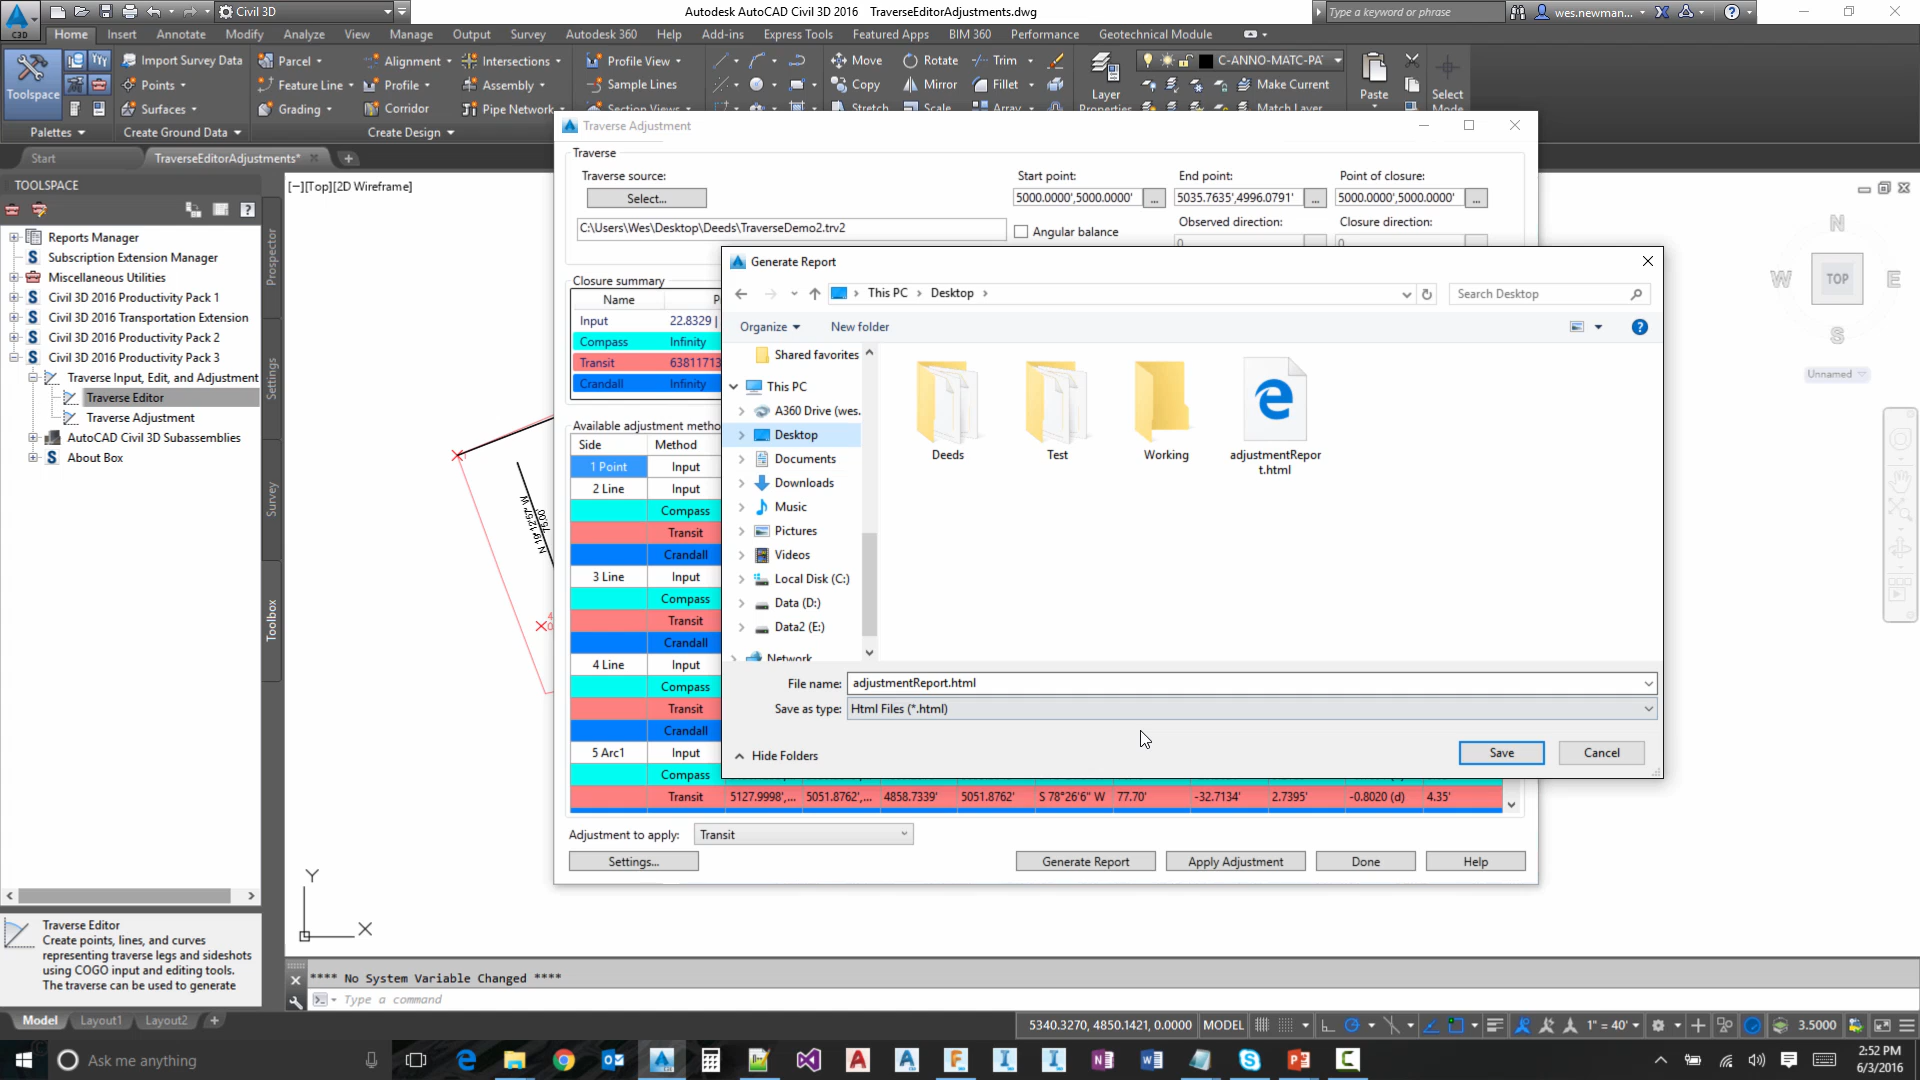 Civil 3D
Autodesk AutoCAD Civil 3D 2016 TraverseEditorAdjustments.dwg
Type a keyword or phrase
wes.newman...
C3D
Home Insert Annotate Modify Analyze View Manage Output Survey Autodesk 360 Help Add-ins Express Tools Featured Apps BIM 360 Performance Geotechnical Module
Toolspace
Import Survey Data
Points
Surfaces
Parcel
Feature Line
Grading
Alignment
Profile
Corridor
Intersections
Assembly
Pipe Network
Profile View
Sample Lines
Section Views
Move
Copy
Stretch
Rotate
Mirror
Scale
Trim
Fillet
Array
Layer
Properties
C-ANNO-MATC-PA
Make Current
Match Layer
Paste
Select
Mode
Palettes
Create Ground Data
Create Design
Start
TraverseEditorAdjustments*
TOOLSPACE
Reports Manager
Subscription Extension Manager
Miscellaneous Utilities
Civil 3D 2016 Productivity Pack 1
Civil 3D 2016 Transportation Extension
Civil 3D 2016 Productivity Pack 2
Civil 3D 2016 Productivity Pack 3
Traverse Input, Edit, and Adjustment
Traverse Editor
Traverse Adjustment
AutoCAD Civil 3D Subassemblies
About Box
Prospector
Settings
Survey
Toolbox
Traverse Editor
Create points, lines, and curves
representing traverse legs and sideshots
using COGO input and editing tools.
The traverse can be used to generate
[−][Top][2D Wireframe]
N 19°12'57" W
75.00
Y
X
N
W
TOP
E
S
Unnamed
Traverse Adjustment
Traverse
Traverse source:
Select...
C:\Users\Wes\Desktop\Deeds\TraverseDemo2.trv2
Start point:
5000.0000',5000.0000'
...
End point:
5035.7635',4996.0791'
...
Point of closure:
5000.0000',5000.0000'
...
Angular balance
Observed direction:
0
Closure direction:
0
Closure summary
Name
Input 22.8329 |
Compass Infinity
Transit 63811713
Crandall Infinity
Available adjustment metho
Side Method
1 Point Input
2 Line Input
Compass
Transit
Crandall
3 Line Input
Compass
Transit
Crandall
4 Line Input
Compass
Transit
Crandall
5 Arc1 Input
Compass
Transit 5127.9998',... 5051.8762',... 4858.7339' 5051.8762' S 78°26'6" W 77.70' -32.7134' 2.7395' -0.8020 (d) 4.35'
Adjustment to apply: Transit
Settings... Generate Report Apply Adjustment Done Help
Generate Report
This PC
Desktop
Search Desktop
Organize
New folder
Shared favorites
This PC
A360 Drive (wes.
Desktop
Documents
Downloads
Music
Pictures
Videos
Local Disk (C:)
Data (D:)
Data2 (E:)
Network
Deeds
Test
Working
adjustmentRepor
t.html
File name: adjustmentReport.html
Save as type: Html Files (*.html)
Hide Folders
Save
Cancel
**** No System Variable Changed ****
Type a command
Model Layout1 Layout2
5340.3270, 4850.1421, 0.0000 MODEL
1" = 40'
3.5000
Ask me anything
2:52 PM
6/3/2016